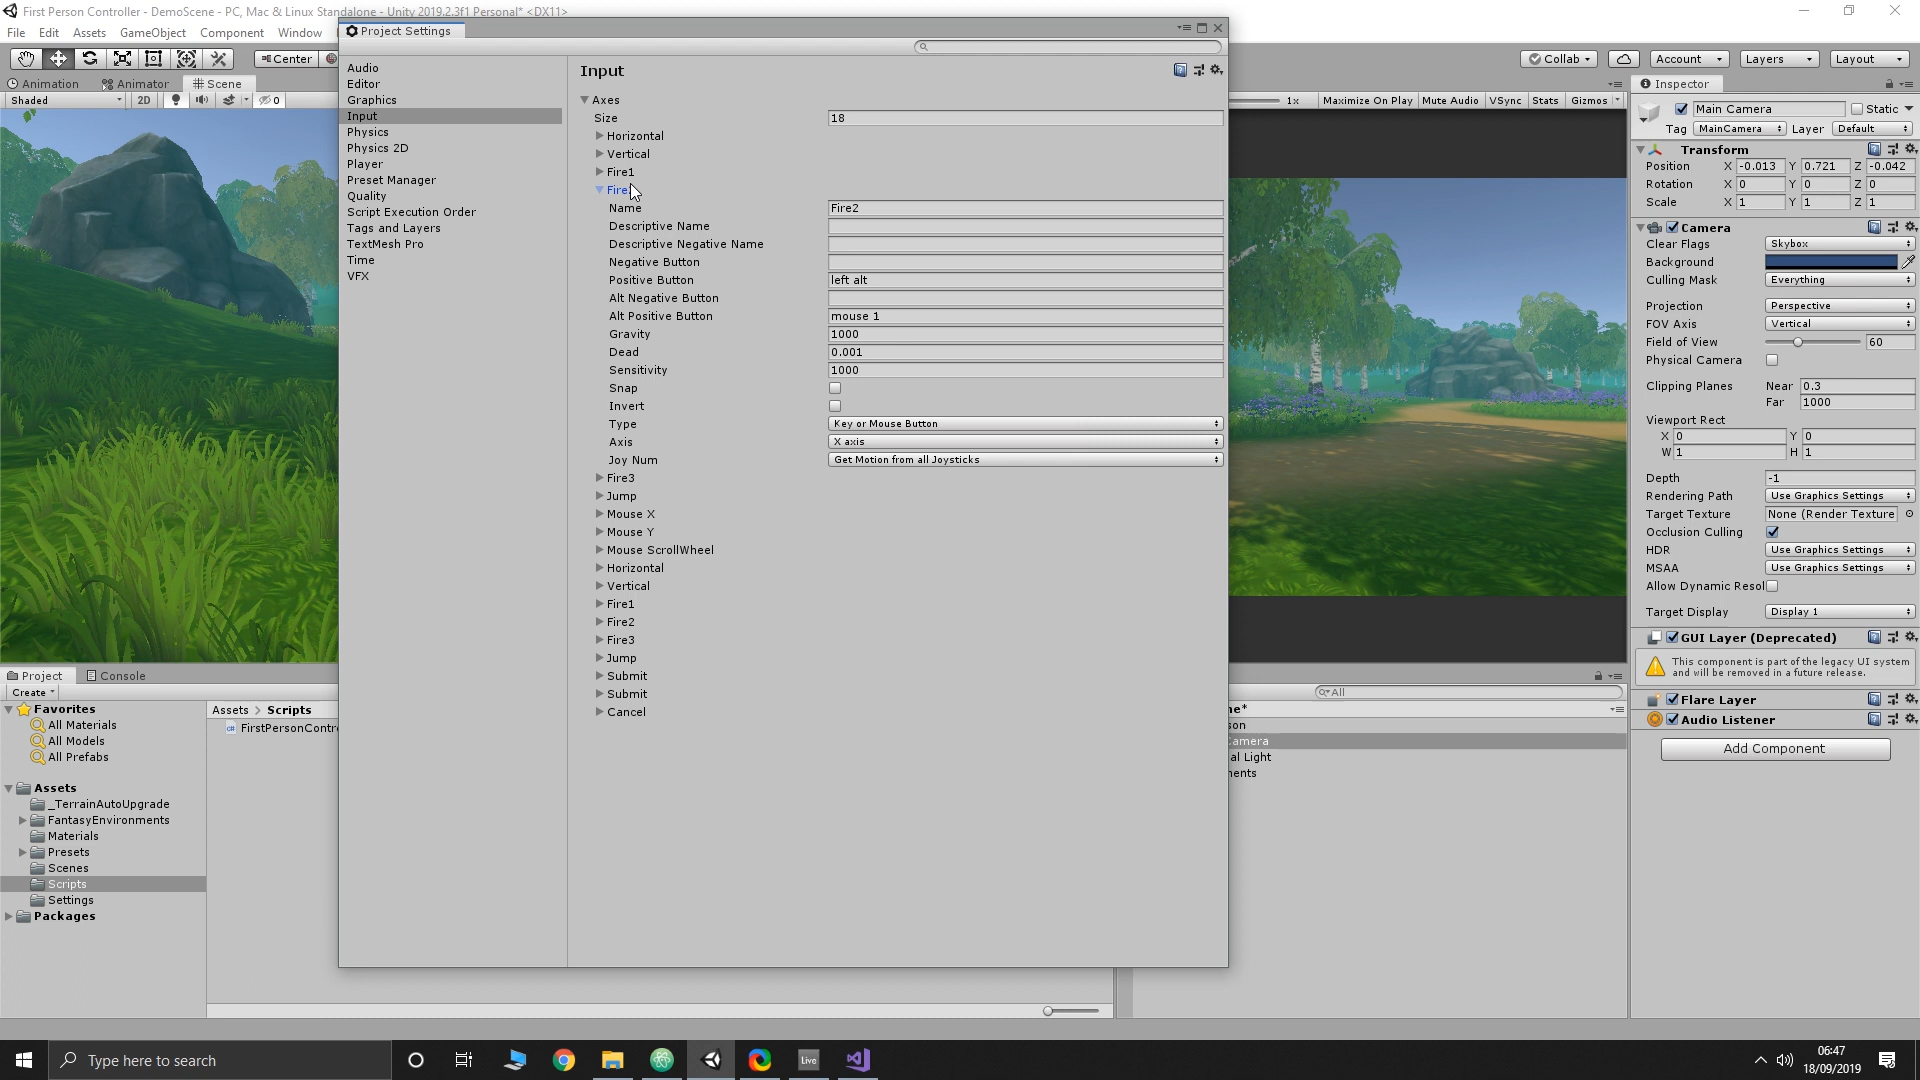 First Person Controller - DemoScene - PC, Mac & Linux Standalone - Unity 2019.2.3f1 Personal* <DX11>
File Edit Assets GameObject Component Window
Center
Collab
Account
Layers
Layout
Animation
Animator
Scene
Shaded
2D
0
Project Settings
Audio
Editor
Graphics
Input
Physics
Physics 2D
Player
Preset Manager
Quality
Script Execution Order
Tags and Layers
TextMesh Pro
Time
VFX
Input
Axes
Size 18
Horizontal
Vertical
Fire1
Fire
Name Fire2
Descriptive Name
Descriptive Negative Name
Negative Button
Positive Button left alt
Alt Negative Button
Alt Positive Button mouse 1
Gravity 1000
Dead 0.001
Sensitivity 1000
Snap
Invert
Type Key or Mouse Button
Axis X axis
Joy Num Get Motion from all Joysticks
Fire3
Jump
Mouse X
Mouse Y
Mouse ScrollWheel
Horizontal
Vertical
Fire1
Fire2
Fire3
Jump
Submit
Submit
Cancel
1x Maximize On Play Mute Audio VSync Stats Gizmos
Inspector
Main Camera Static
Tag MainCamera Layer Default
Transform
Position X -0.013 Y 0.721 Z -0.042
Rotation X 0 Y 0 Z 0
Scale X 1 Y 1 Z 1
Camera
Clear Flags Skybox
Background
Culling Mask Everything
Projection Perspective
FOV Axis Vertical
Field of View 60
Physical Camera
Clipping Planes Near 0.3
Far 1000
Viewport Rect
X 0 Y 0
W 1 H 1
Depth -1
Rendering Path Use Graphics Settings
Target Texture None (Render Texture
Occlusion Culling
HDR Use Graphics Settings
MSAA Use Graphics Settings
Allow Dynamic Resol
Target Display Display 1
GUI Layer (Deprecated)
This component is part of the legacy UI system
and will be removed in a future release.
Flare Layer
Audio Listener
Add Component
Project
Console
Create
Favorites
All Materials
All Models
All Prefabs
Assets
_TerrainAutoUpgrade
FantasyEnvironments
Materials
Presets
Scenes
Scripts
Settings
Packages
Assets > Scripts
FirstPersonContro
All
ne*
son
Camera
al Light
nents
Type here to search
Live
06:47
18/09/2019